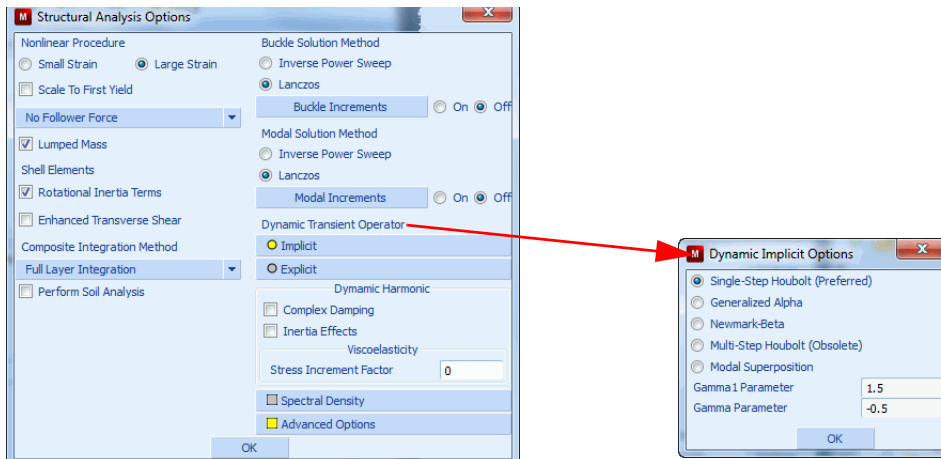 M Structural Analysis Options
X
Nonlinear Procedure
Small Strain Large Strain
Scale To First Yield
No Follower Force
Lumped Mass
Shell Elements
Rotational Inertia Terms
Enhanced Transverse Shear
Composite Integration Method
Full Layer Integration
Perform Soil Analysis
Buckle Solution Method
Inverse Power Sweep
Lanczos
Buckle Increments On Off
Modal Solution Method
Inverse Power Sweep
Lanczos
Modal Increments On Off
Dynamic Transient Operator
Implicit
Explicit
Dymamic Harmonic
Complex Damping
Inertia Effects
Viscoelasticity
Stress Increment Factor 0
Spectral Density
Advanced Options
OK
M Dynamic Implicit Options
X
Single-Step Houbolt (Preferred)
Generalized Alpha
Newmark-Beta
Multi-Step Houbolt (Obsolete)
Modal Superposition
Gamma1 Parameter 1.5
Gamma Parameter -0.5
OK